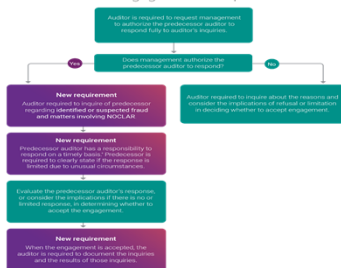 Auditor is required to request management
to authorize the predecessor auditor to
respond fully to auditor's inquiries.
Does management authorize the
predecessor auditor to respond?
Yes
No
New requirement
Auditor required to inquire of predecessor
regarding identified or suspected fraud
and matters involving NOCLAR
Auditor required to inquire about the reasons and
consider the implications of refusal or limitation
in deciding whether to accept engagement.
New requirement
Predecessor auditor has a responsibility to
respond on a timely basis. Predecessor is
required to clearly state if the response is
limited due to unusual circumstances.
Evaluate the predecessor auditor's response,
or consider the implications if there is no or
limited response, in determining whether to
accept the engagement.
New requirement
When the engagement is accepted, the
auditor is required to document the inquiries
and the results of those inquiries.